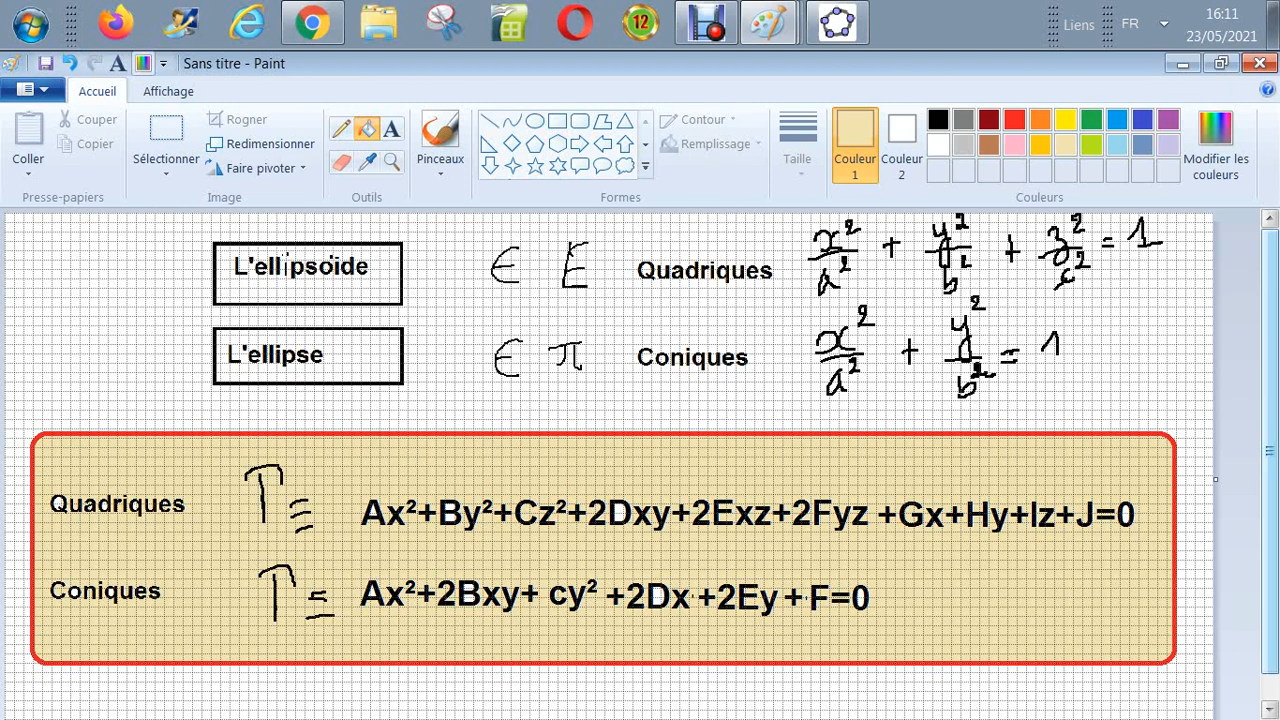 12
Liens
FR
16:11
23/05/2021
Sans titre - Paint
Accueil
Affichage
Coller
Couper
Copier
Presse-papiers
Sélectionner
Rogner
Redimensionner
Faire pivoter
Image
A
Outils
Pinceaux
Contour
Remplissage
Formes
Taille
Couleur 1
Couleur 2
Modifier les couleurs
Couleurs
L'ellipsoïde ∈ E Quadriques x²/a² + y²/b² + z²/c² = 1
L'ellipse ∈ π Coniques x²/a² + y²/b² = 1
Quadriques T = Ax²+By²+Cz²+2Dxy+2Exz+2Fyz +Gx+Hy+Iz+J=0
Coniques T = Ax²+2Bxy+ cy² +2Dx +2Ey + F=0